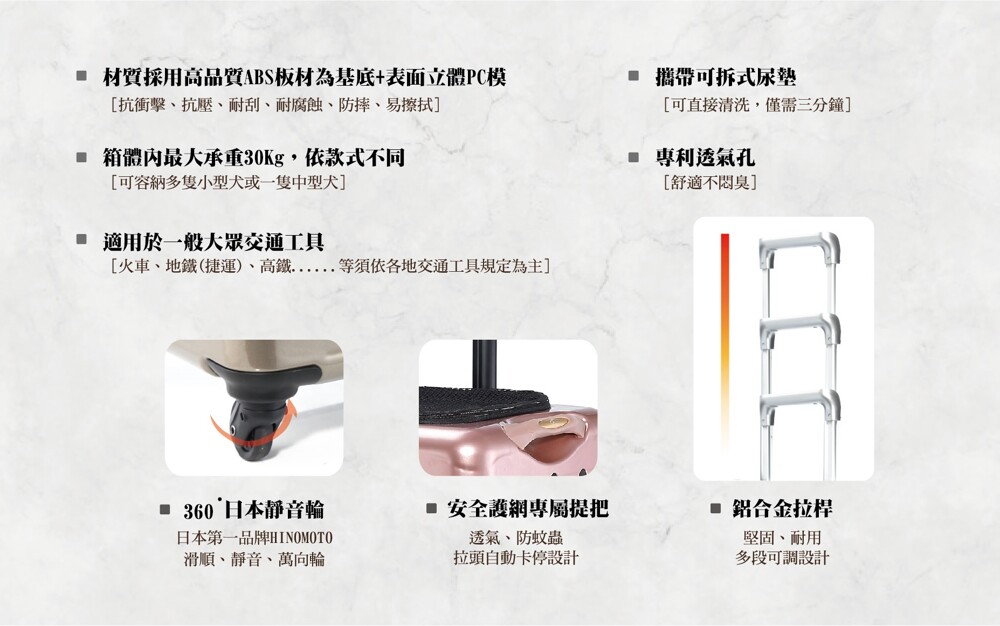 材質採用高品質ABS板材為基底+表面立體PC模
[抗衝擊、抗壓、耐刮、耐腐蝕、防摔、易擦拭]
箱體內最大承重30Kg，依款式不同
[可容納多隻小型犬或一隻中型犬]
適用於一般大眾交通工具
[火車、地鐵(捷運)、高鐵......等須依各地交通工具規定為主]
攜帶可拆式尿墊
[可直接清洗，僅需三分鐘]
專利透氣孔
[舒適不悶臭]
360˙日本靜音輪
日本第一品牌HINOMOTO
滑順、靜音、萬向輪
安全護網專屬提把
透氣、防蚊蟲
拉頭自動卡停設計
鋁合金拉桿
堅固、耐用
多段可調設計